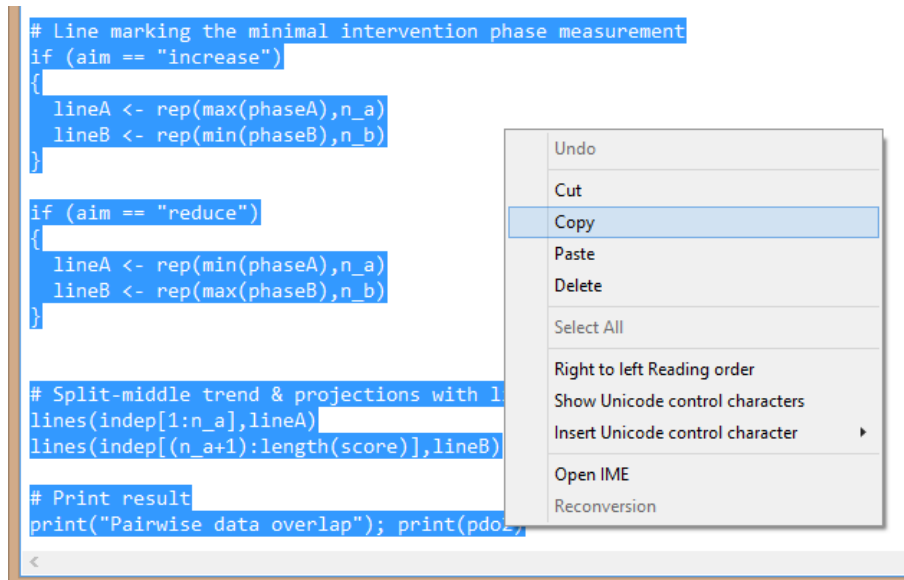 # Line marking the minimal intervention phase measurement
if (aim == "increase")
{
  lineA <- rep(max(phaseA),n_a)
  lineB <- rep(min(phaseB),n_b)
}
if (aim == "reduce")
{
  lineA <- rep(min(phaseA),n_a)
  lineB <- rep(max(phaseB),n_b)
}
# Split-middle trend & projections with
lines(indep[1:n_a],lineA)
lines(indep[(n_a+1):length(score)],lineB)
# Print result
print("Pairwise data overlap"); print(pdo2)
Undo
Cut
Copy
Paste
Delete
Select All
Right to left Reading order
Show Unicode control characters
Insert Unicode control character
Open IME
Reconversion